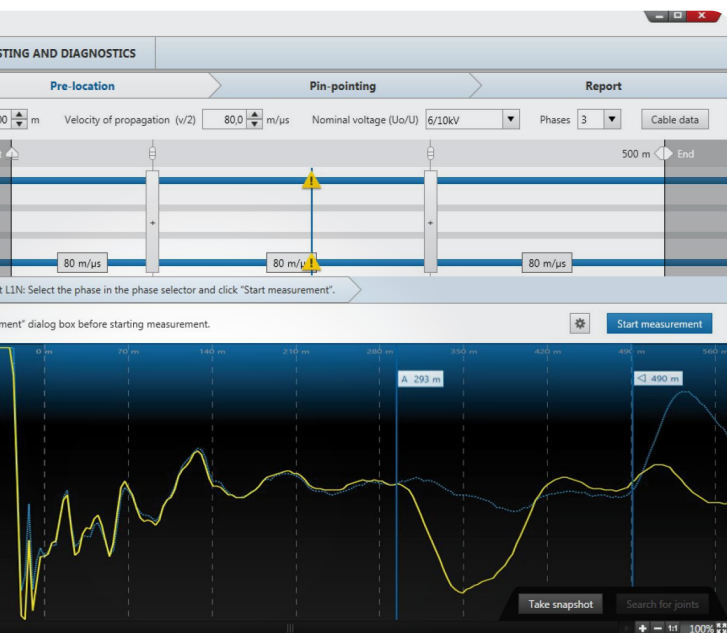 STING AND DIAGNOSTICS
Pre-location Pin-pointing Report
00 m Velocity of propagation (v/2) 80,0 m/µs Nominal voltage (Uo/U) 6/10kV Phases 3 Cable data
500 m End
+ +
80 m/µs 80 m/µ 80 m/µs
t L1N: Select the phase in the phase selector and click "Start measurement".
ment" dialog box before starting measurement. Start measurement
0 m 70 m 140 m 210 m 280 m 350 m 420 m 490 m 560 m
A 293 m 490 m
Take snapshot Search for joints
1:1 100%